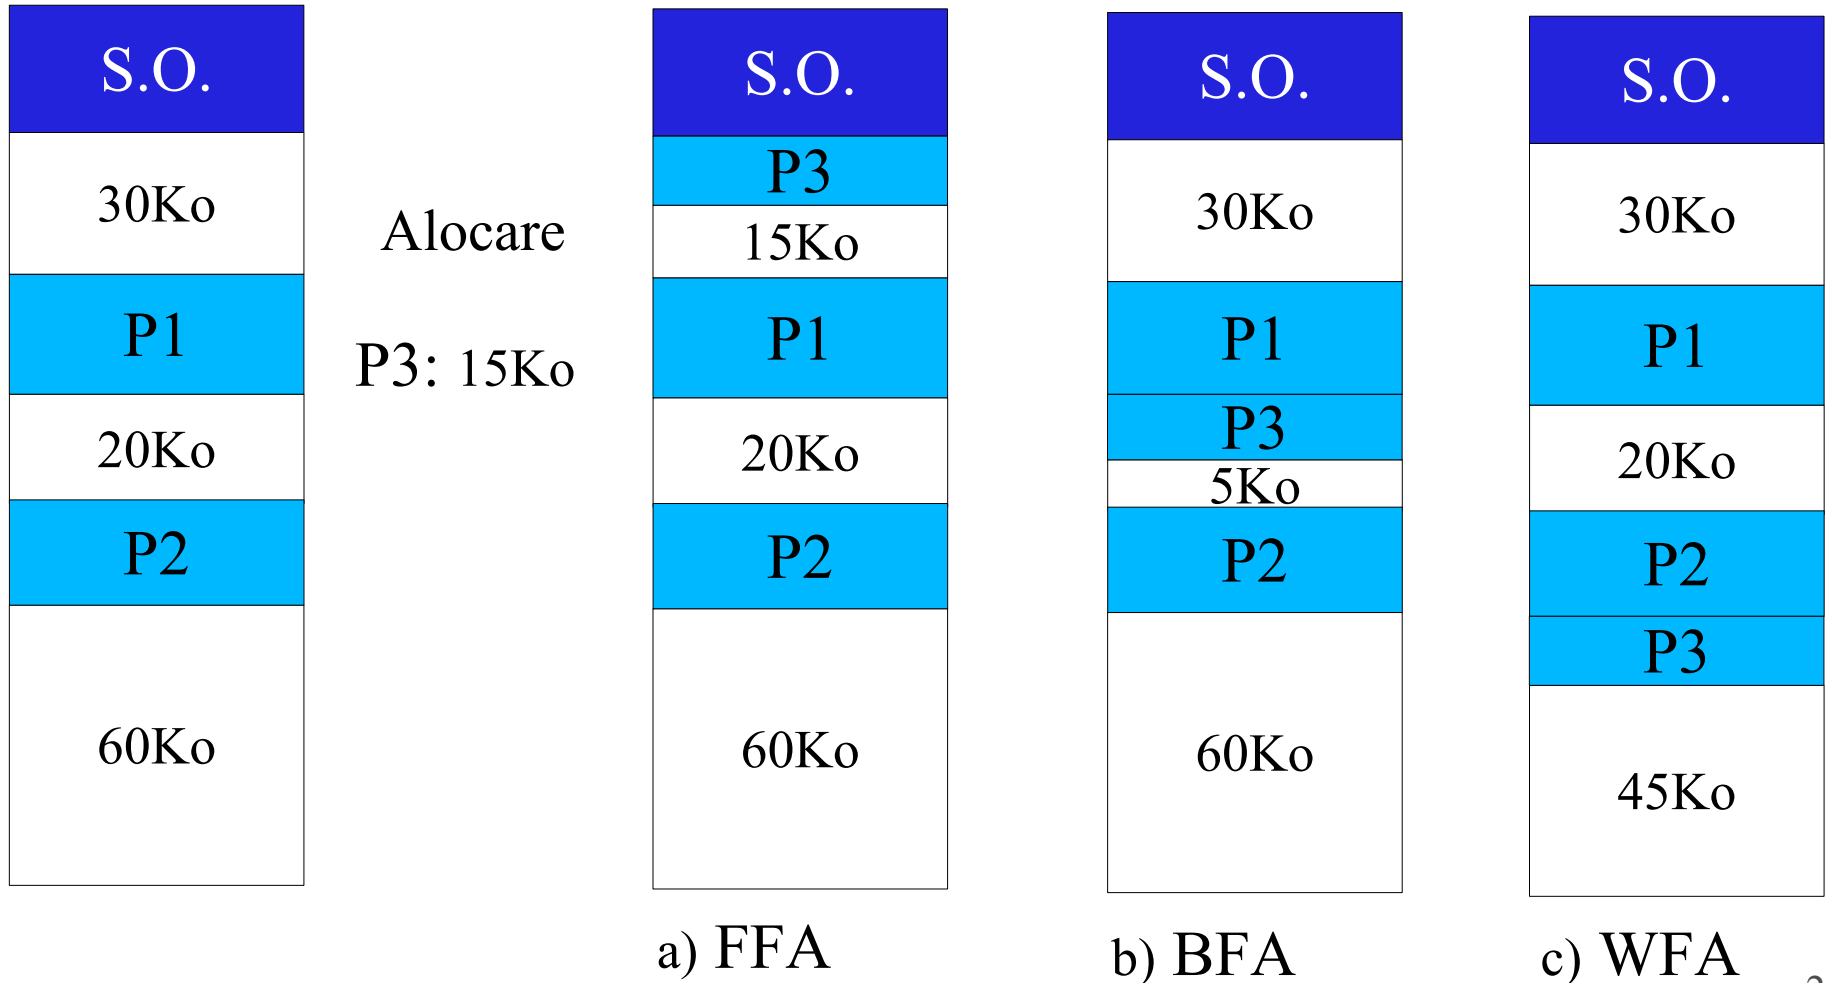 S.O.
30Ko
P1
20Ko
P2
60Ko
Alocare
P3: 15Ko
S.O.
P3
15Ko
P1
20Ko
P2
60Ko
a) FFA
S.O.
30Ko
P1
P3
5Ko
P2
60Ko
b) BFA
S.O.
30Ko
P1
20Ko
P2
P3
45Ko
c) WFA